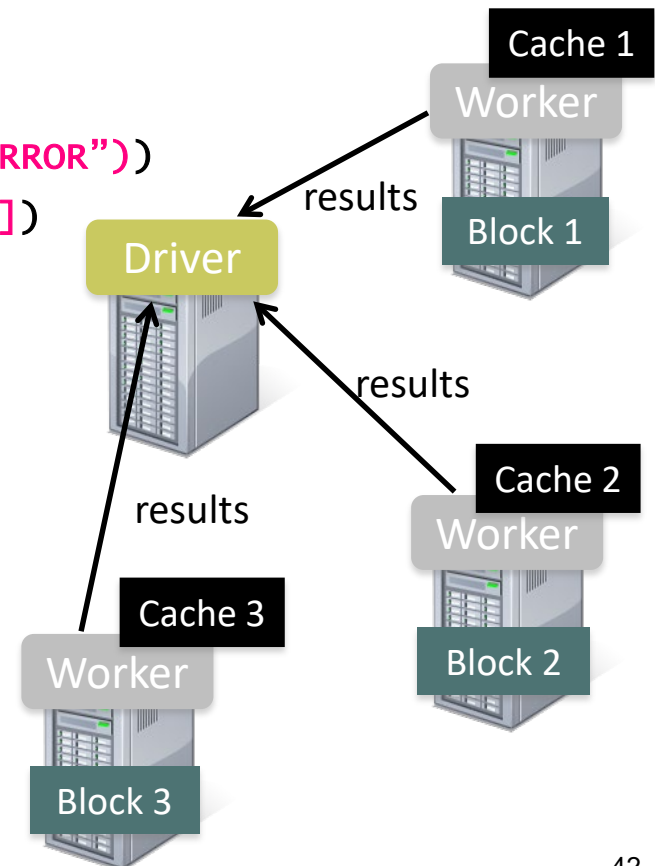 Cache 1
Worker
RROR”))
])
results
Block 1
Driver
results
Cache 2
Worker
results
Cache 3
Block 2
Worker
Block 3